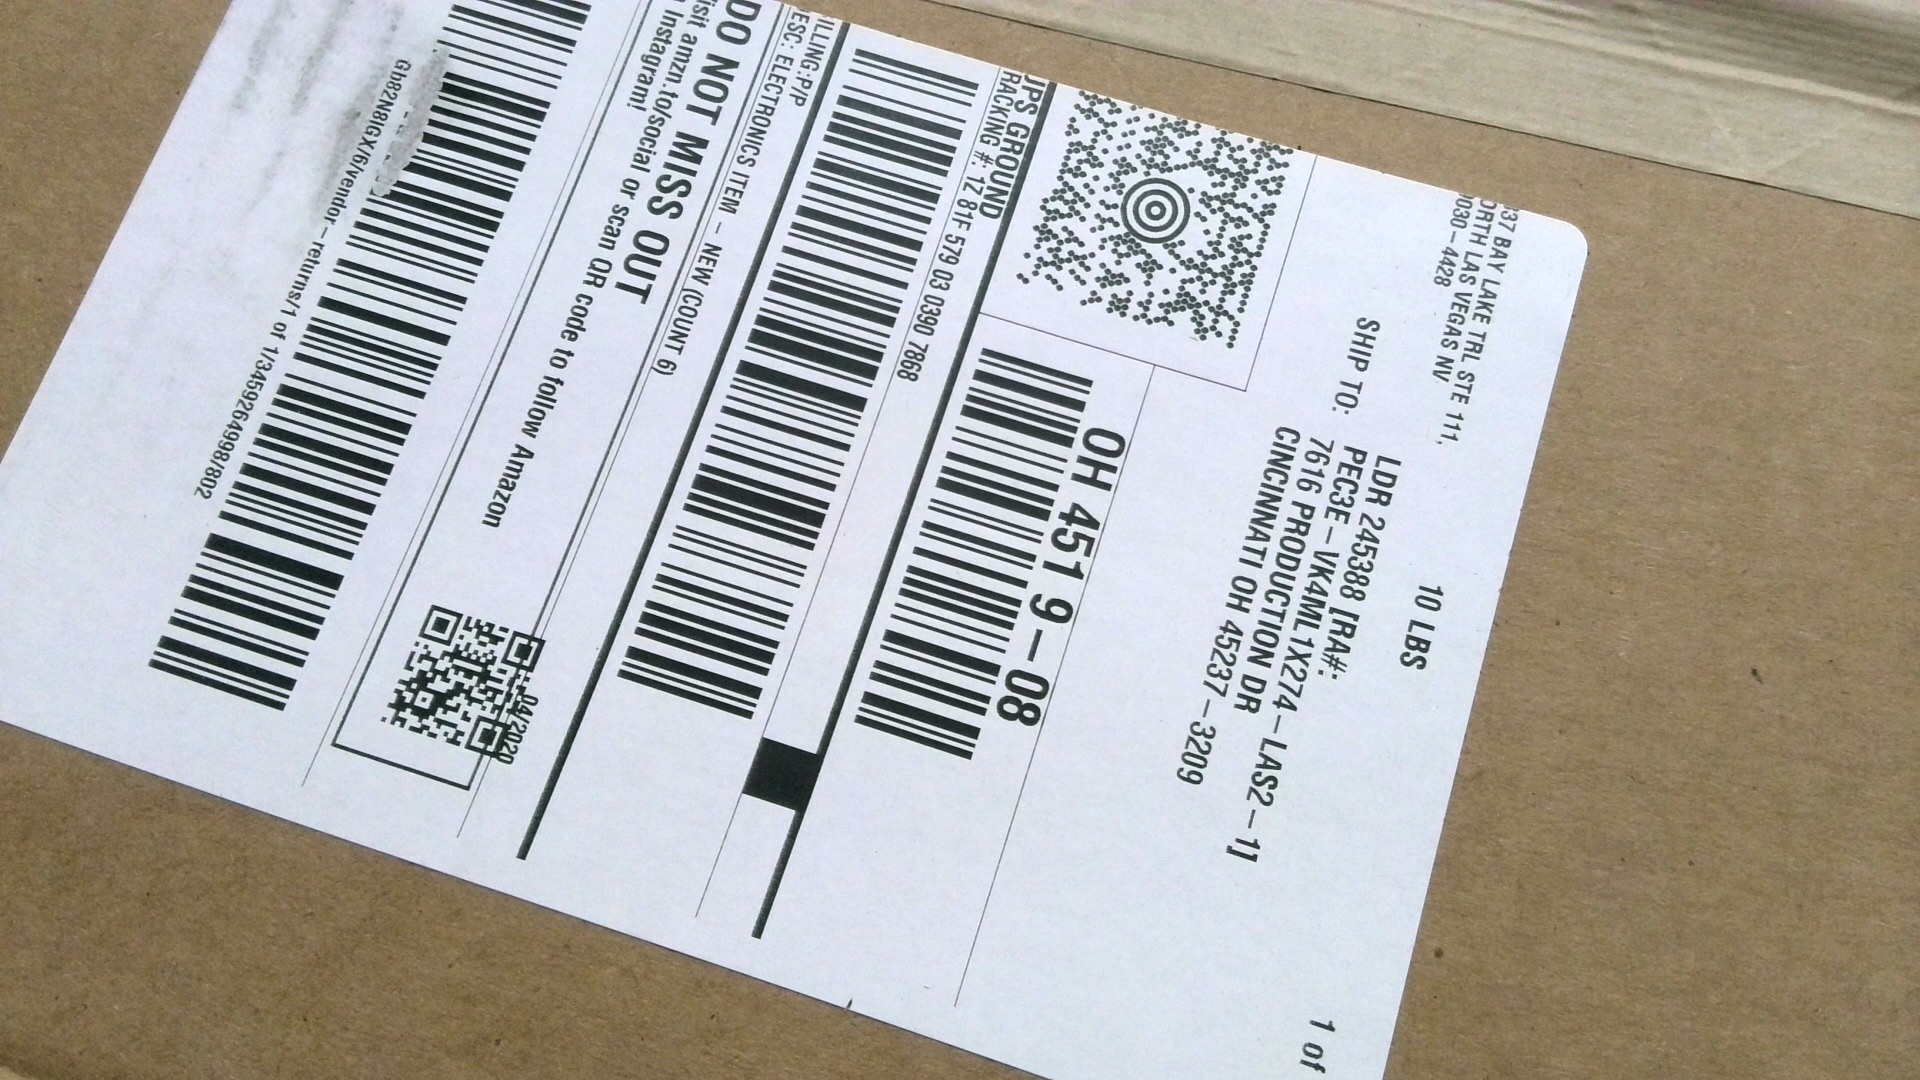 37 BAY LAKE TRL STE 111,
ORTH LAS VEGAS NV
030-4428
10 LBS
1 of
SHIP TO:
LDR 245388 [RA#:
PEC3E-VK4ML1X274-LAS2-1]
7616 PRODUCTION DR
CINCINNATI OH 45237-3209
OH 451 9-08
UPS GROUND
RACKING #: 1Z 81F 579 03 0390 7868
ILLING: P/P
ESC: ELECTRONICS ITEM - NEW (COUNT 6)
DO NOT MISS OUT
isit amzn.to/social or scan QR code to follow Amazon
Instagram!
04/2020
Gb82N8IGX/6/vendor-returns/1 of 1/3459264998/802